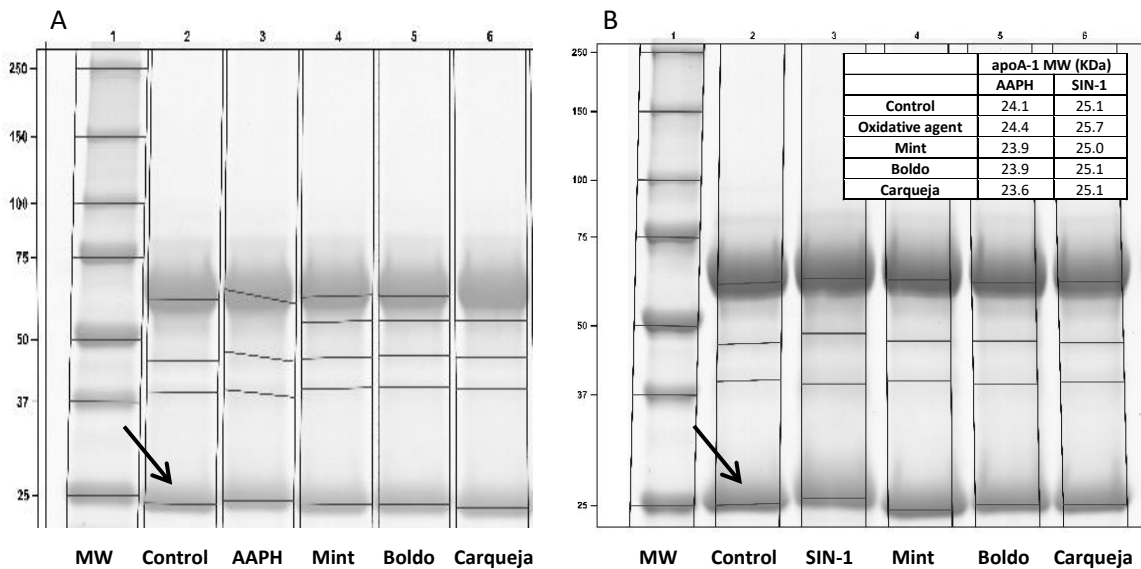 A
1 2 3 4 5 6
250
150
100
75
50
37
25
MW Control AAPH Mint Boldo Carqueja
B
1 2 3 4 5 6
250
150
100
75
50
37
25
apoA-1 MW (KDa)
AAPH SIN-1
Control 24.1 25.1
Oxidative agent 24.4 25.7
Mint 23.9 25.0
Boldo 23.9 25.1
Carqueja 23.6 25.1
MW Control SIN-1 Mint Boldo Carqueja